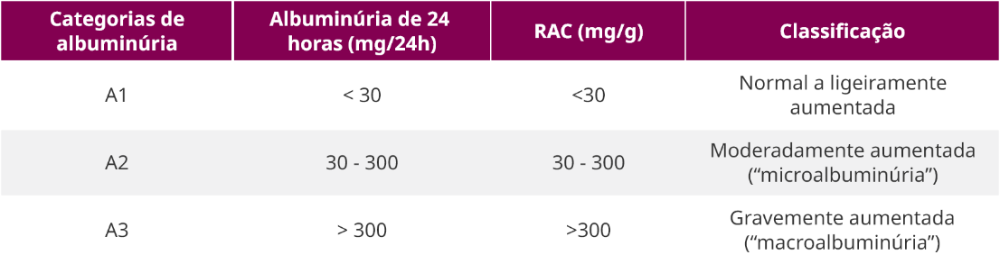 Categorias de
albuminúria
Albuminúria de 24
horas (mg/24h)
RAC (mg/g)
Classificação
A1
< 30
<30
Normal a ligeiramente
aumentada
A2
30 - 300
30 - 300
Moderadamente aumentada
(“microalbuminúria”)
A3
> 300
>300
Gravemente aumentada
(“macroalbuminúria”)